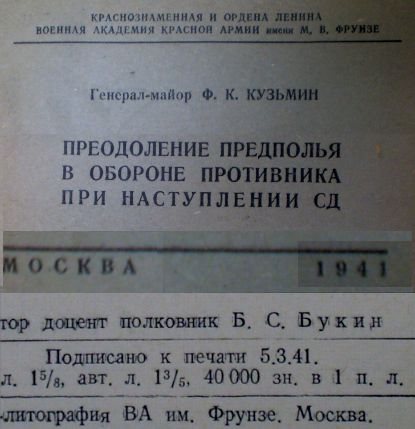 КРАСНОЗНАМЕННАЯ И ОРДЕНА ЛЕНИНА
ВОЕННАЯ АКАДЕМИЯ КРАСНОЙ АРМИИ имени М. В. ФРУНЗЕ
Генерал-майор Ф. К. КУЗЬМИН
ПРЕОДОЛЕНИЕ ПРЕДПОЛЬЯ
В ОБОРОНЕ ПРОТИВНИКА
ПРИ НАСТУПЛЕНИИ СД
МОСКВА 1941
тор доцент полковник Б. С. Букин
Подписано к печати 5.3.41.
л. 1⁵/₈, авт. л. 1³/₅, 40 000 зн. в 1 п. л.
-литография ВА им. Фрунзе. Москва.